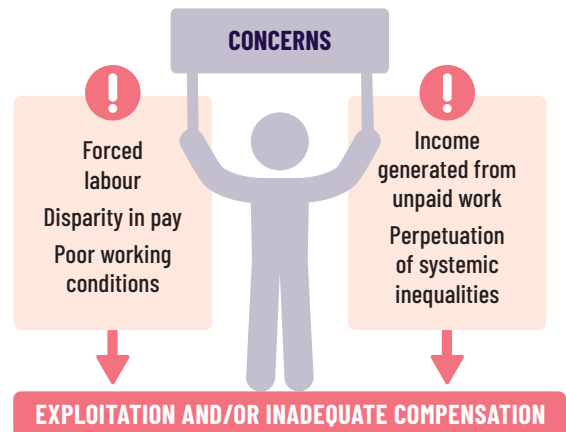 CONCERNS
!
Forced
labour
Disparity in pay
Poor working
conditions
!
Income
generated from
unpaid work
Perpetuation
of systemic
inequalities
EXPLOITATION AND/OR INADEQUATE COMPENSATION